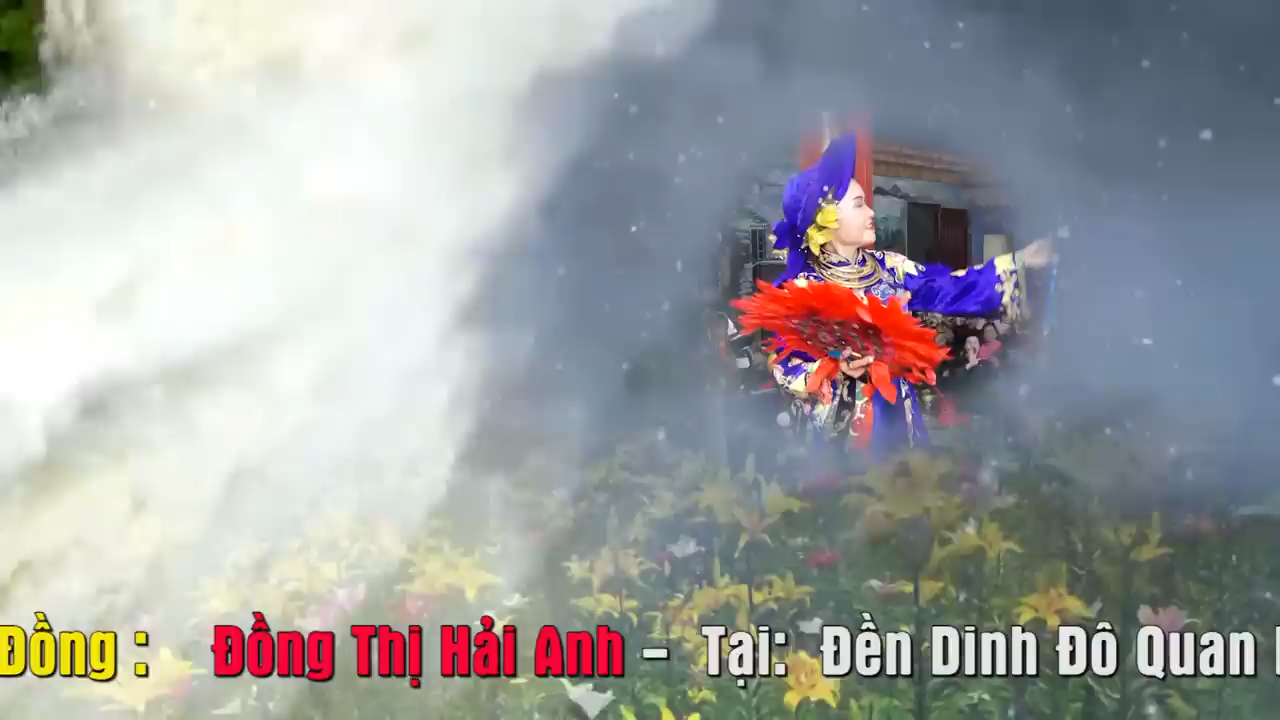 Đồng : Đồng Thị Hải Anh – Tại: Đền Dinh Đô Quan